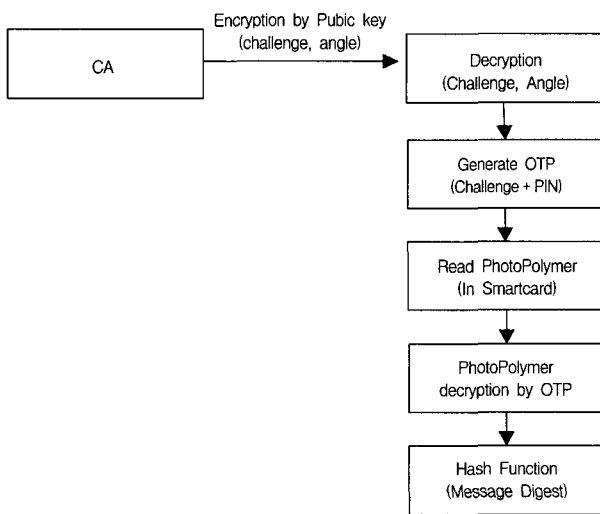 Encryption by Pubic key
(challenge, angle)
CA
Decryption
(Challenge, Angle)
Generate OTP
(Challenge + PIN)
Read PhotoPolymer
(In Smartcard)
PhotoPolymer
decryption by OTP
Hash Function
(Message Digest)